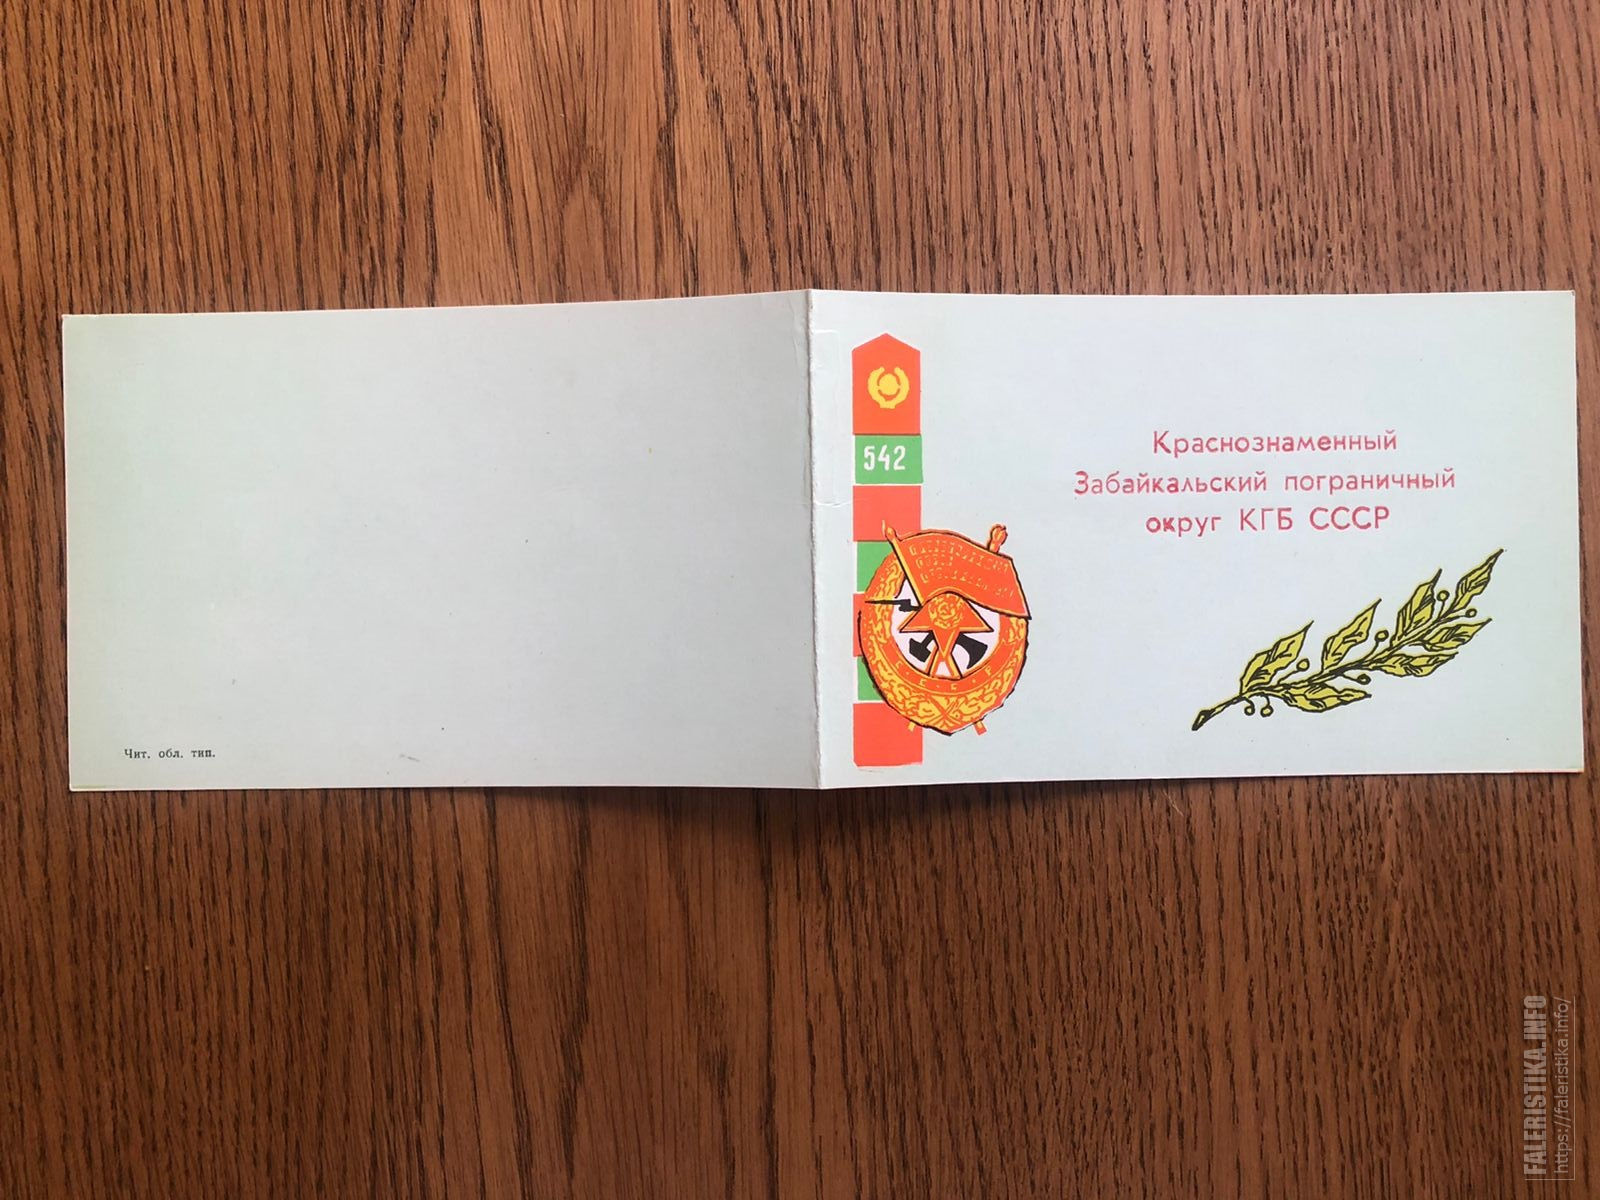 542
Краснознаменный
Забайкальский пограничный
округ КГБ СССР
Чит. обл. тип.
FALERISTIKA.INFO
https://faleristika.info/